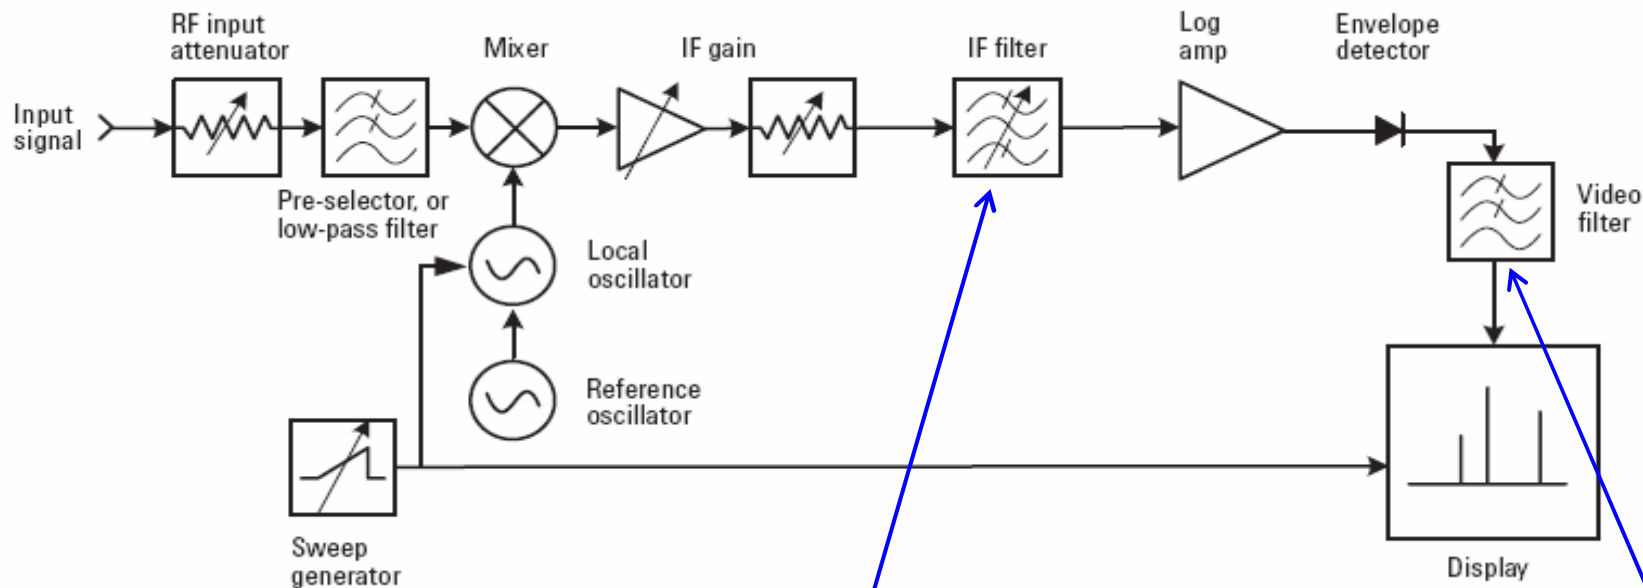 RF input
attenuator
Mixer
IF gain
IF filter
Log
amp
Envelope
detector
Input
signal
Pre-selector, or
low-pass filter
Video
filter
Local
oscillator
Reference
oscillator
Sweep
generator
Display